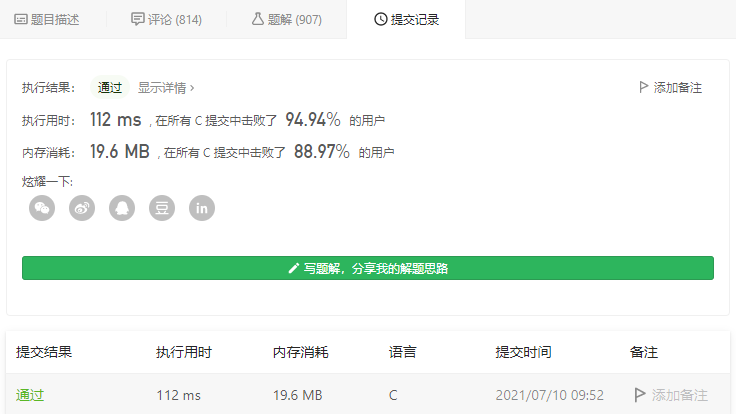 题目描述 评论 (814) 题解 (907) 提交记录
执行结果： 通过 显示详情 › 添加备注
执行用时： 112 ms , 在所有 C 提交中击败了 94.94% 的用户
内存消耗： 19.6 MB , 在所有 C 提交中击败了 88.97% 的用户
炫耀一下:
豆 in
写题解，分享我的解题思路
提交结果 执行用时 内存消耗 语言 提交时间 备注
通过 112 ms 19.6 MB C 2021/07/10 09:52 添加备注